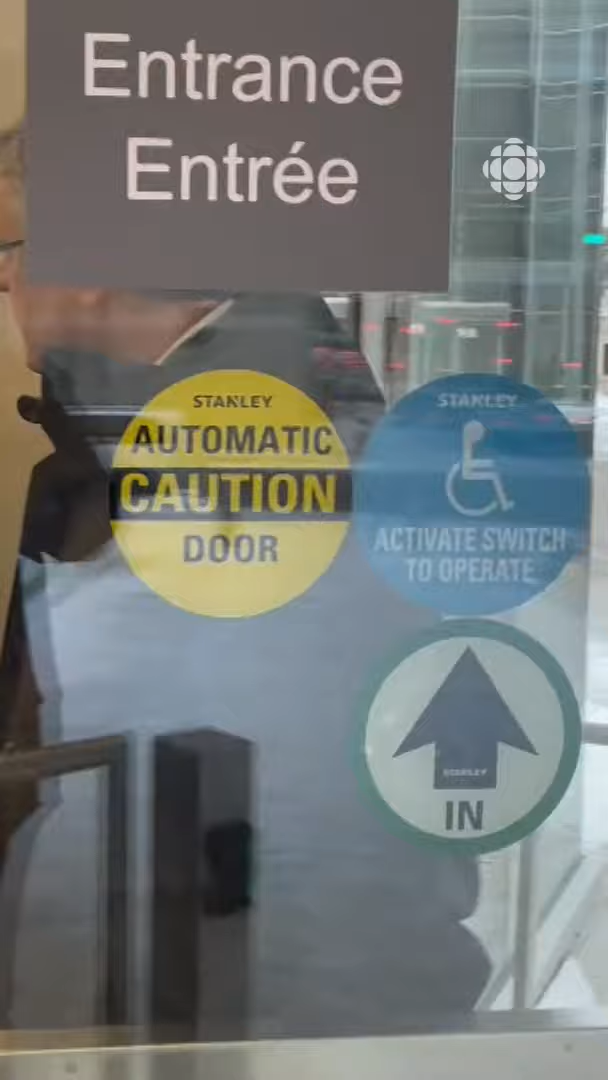 Entrance
Entrée
STANLEY
AUTOMATIC
CAUTION
DOOR
STANLEY
ACTIVATE SWITCH
TO OPERATE
STANLEY
IN